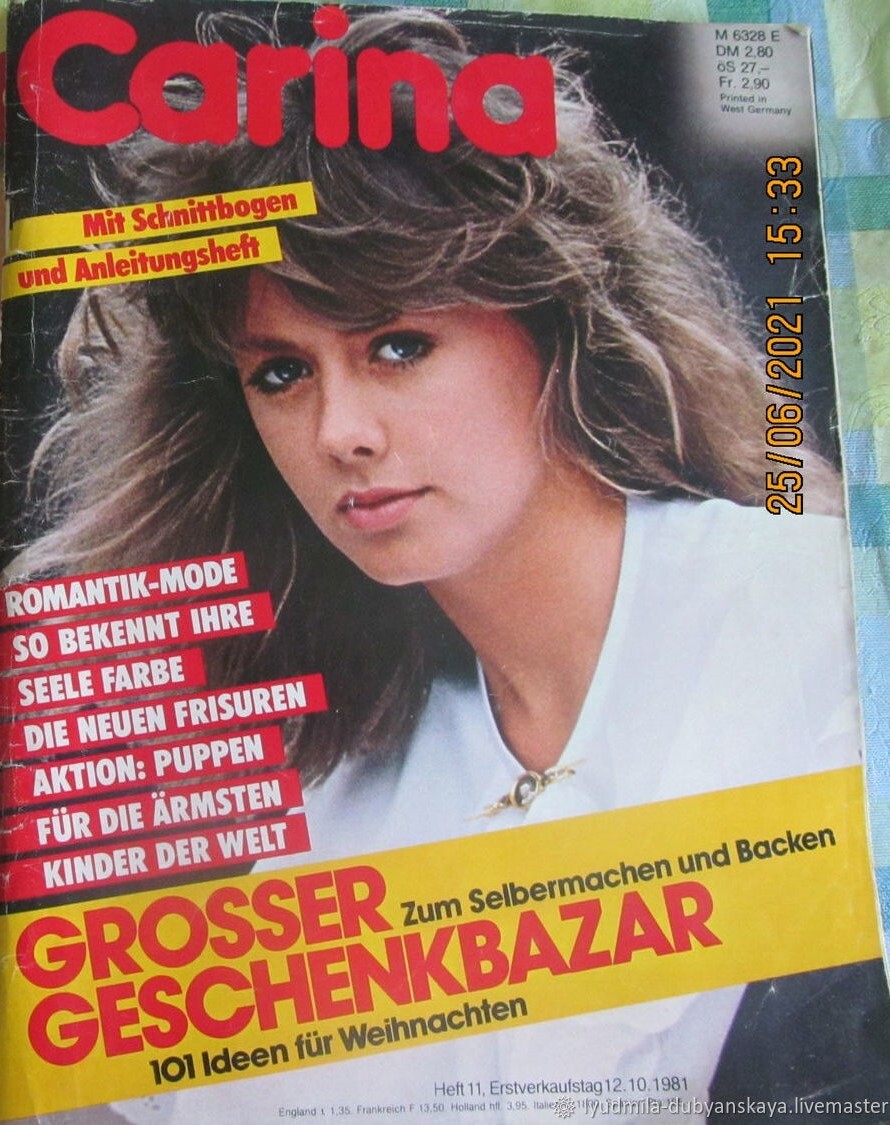 Carina
M 6328 E
DM 2,80
öS 27,–
Fr. 2,90
Printed in
West Germany
Mit Schnittbogen
und Anleitungsheft
25/06/2021 15:33
ROMANTIK-MODE
SO BEKENNT IHRE
SEELE FARBE
DIE NEUEN FRISUREN
AKTION: PUPPEN
FÜR DIE ÄRMSTEN
KINDER DER WELT
GROSSER
Zum Selbermachen und Backen
GESCHENKBAZAR
101 Ideen für Weihnachten
Heft 11, Erstverkaufstag 12.10.1981
England £ 1,35. Frankreich F 13,50 Holland hfl. 3,95.
lyudmila-dubyanskaya.livemaster